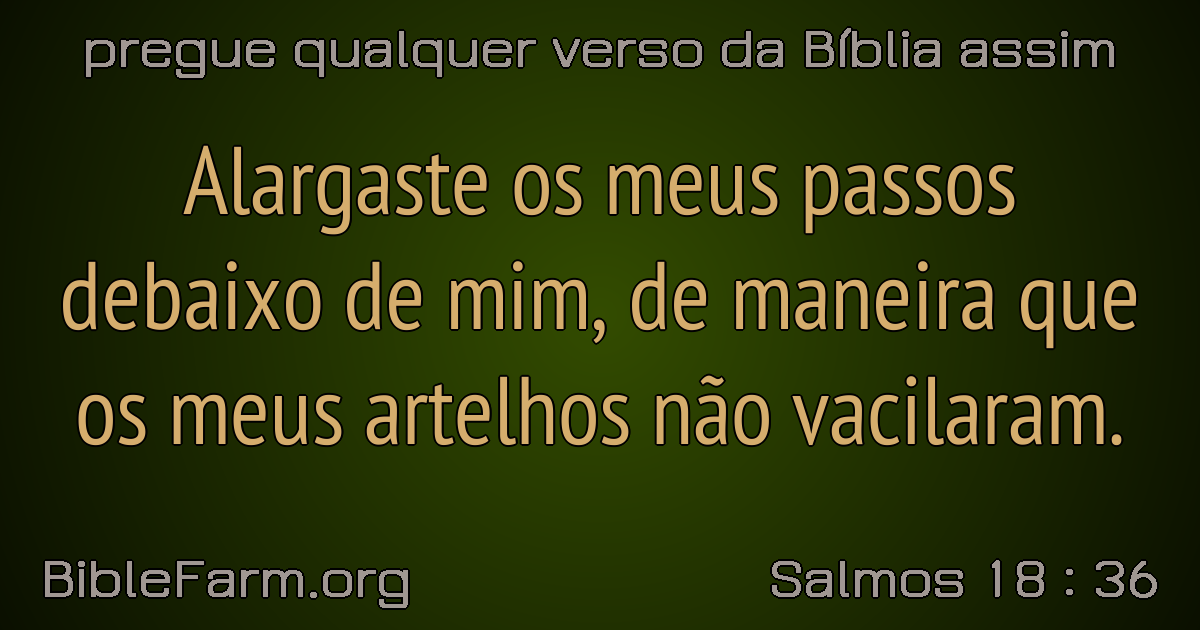 pregue qualquer verso da Bíblia assim
Alargaste os meus passos
debaixo de mim, de maneira que
os meus artelhos não vacilaram.
BibleFarm.org
Salmos 18 : 36